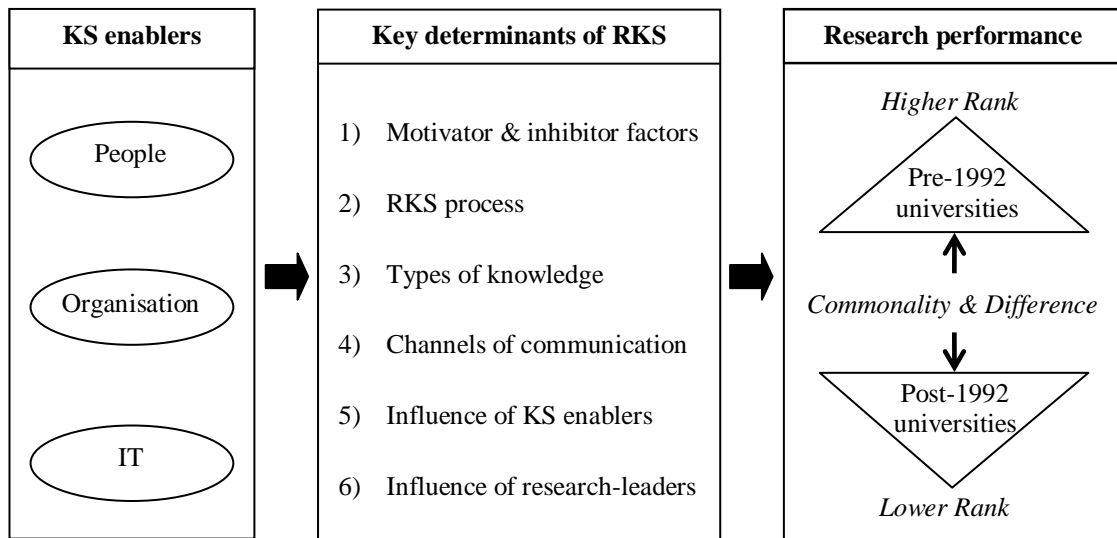 KS enablers
People
Organisation
IT
Key determinants of RKS
1) Motivator & inhibitor factors
2) RKS process
3) Types of knowledge
4) Channels of communication
5) Influence of KS enablers
6) Influence of research-leaders
Research performance
Higher Rank
Pre-1992
universities
Commonality & Difference
Post-1992
universities
Lower Rank